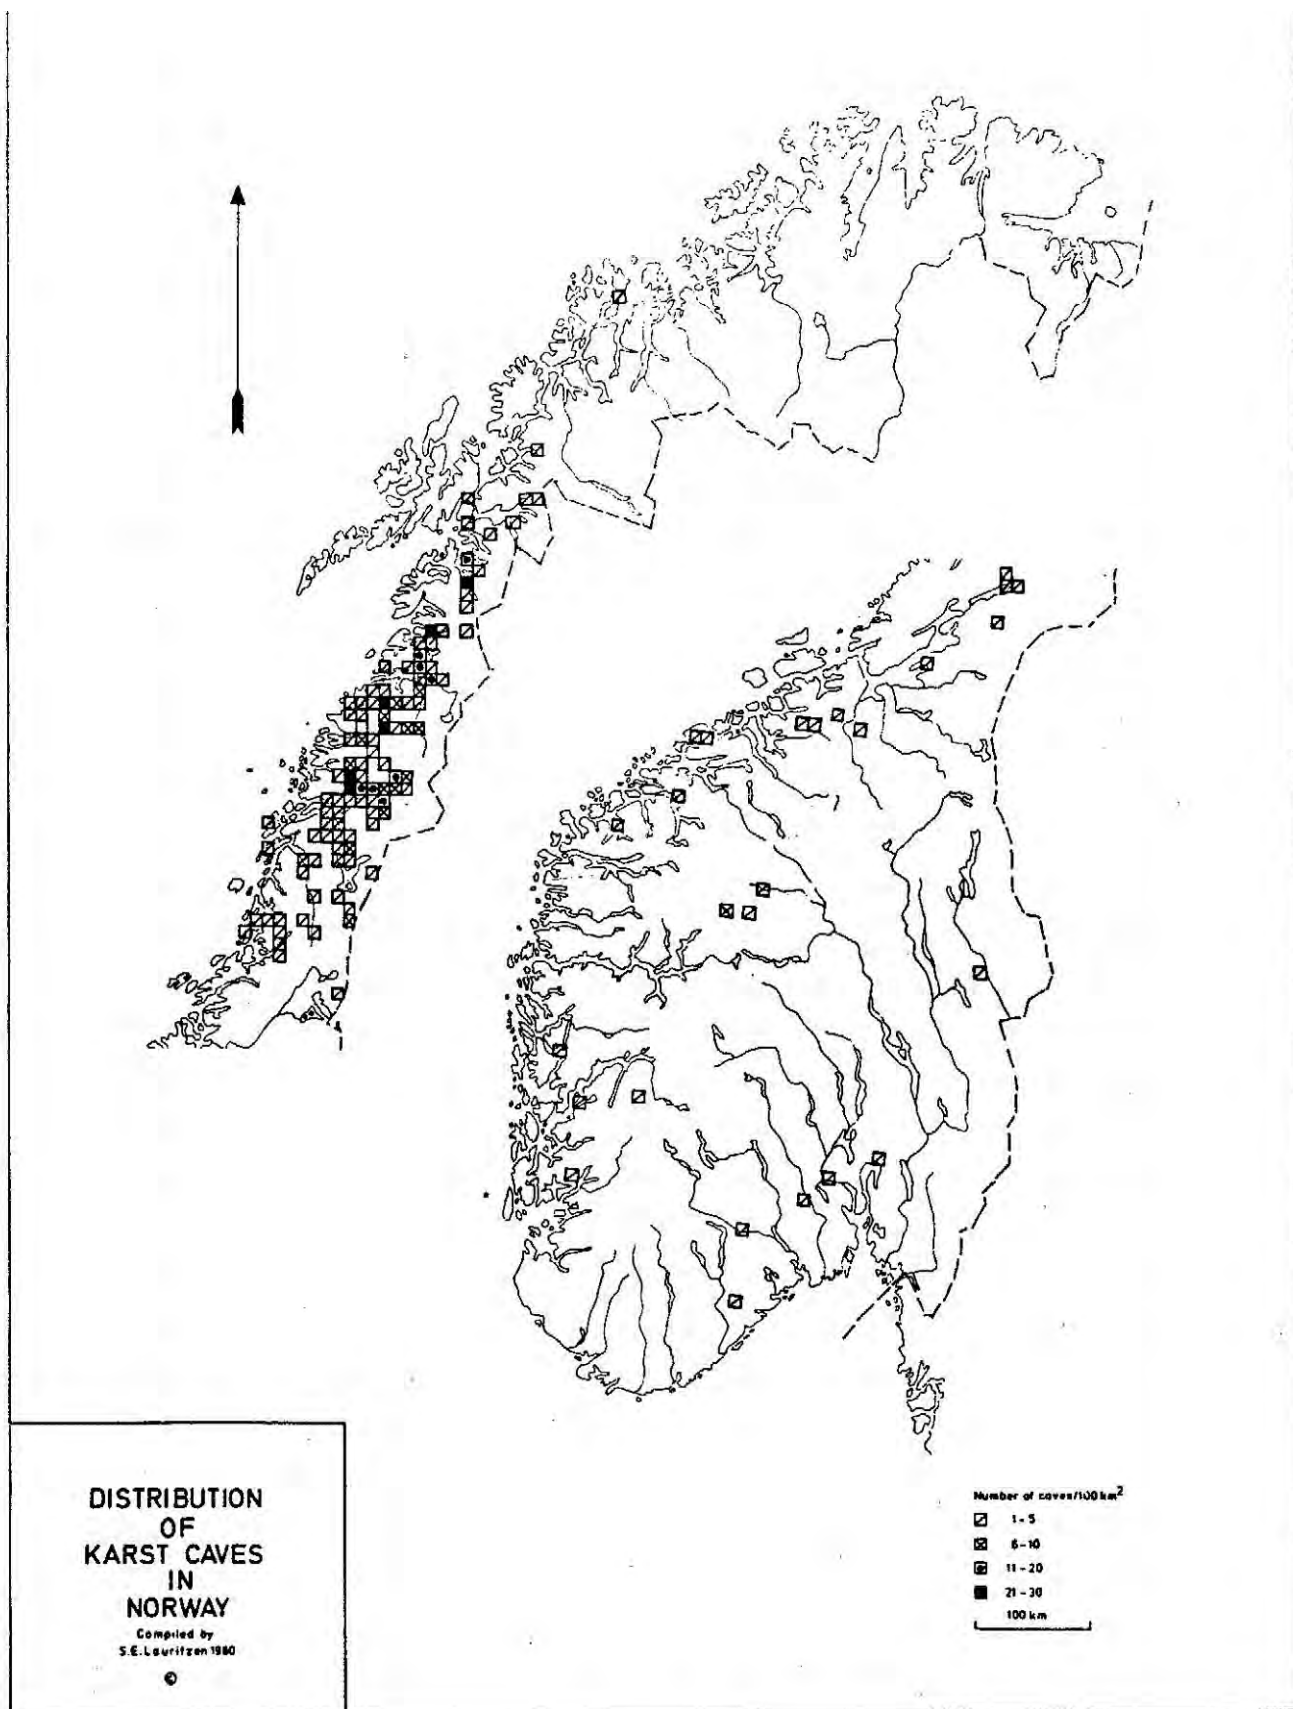 DISTRIBUTION
OF
KARST CAVES
IN
NORWAY
Compiled by
S.E.Lauritzen 1980
©
Number of caves/100 km²
1-5
6-10
11-20
21-30
100 km